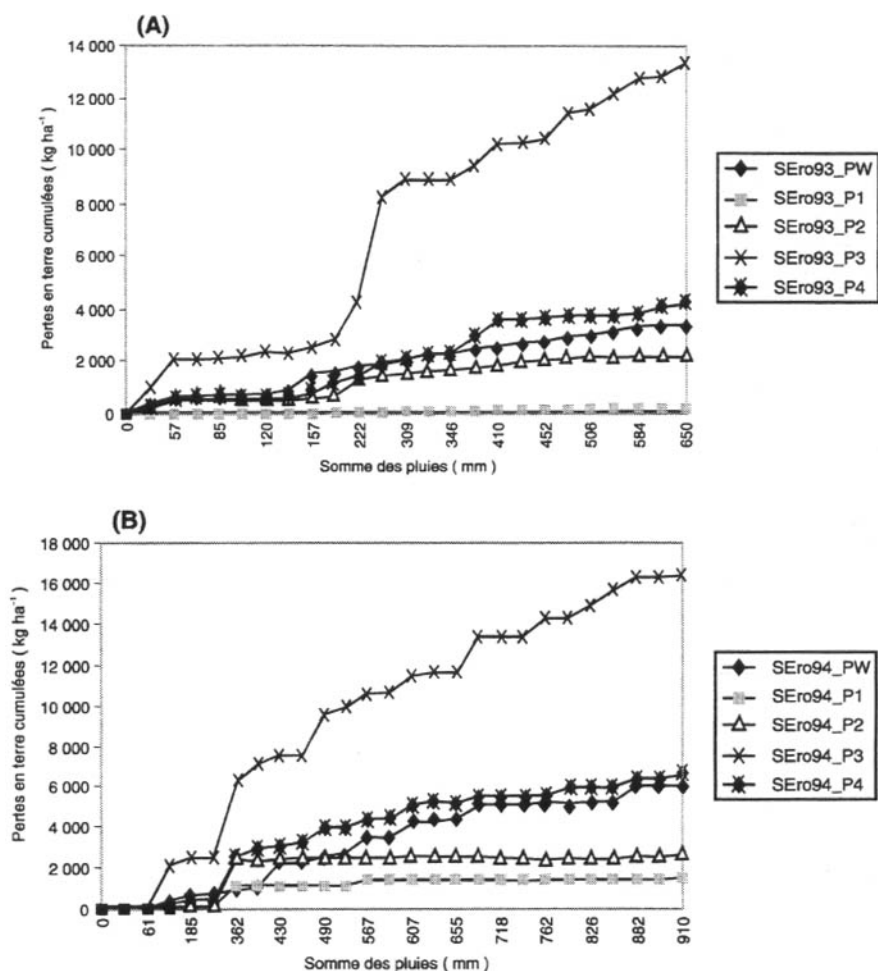 (A)
Pertes en terre cumulées ( kg ha⁻¹ )
14 000
12 000
10 000
8 000
6 000
4 000
2 000
0
0 57 85 120 157 222 309 346 410 452 506 584 650
Somme des pluies ( mm )
SEro93_PW
SEro93_P1
SEro93_P2
SEro93_P3
SEro93_P4
(B)
Pertes en terre cumulées ( kg ha⁻¹ )
18 000
16 000
14 000
12 000
10 000
8 000
6 000
4 000
2 000
0
0 61 185 362 430 490 567 607 655 718 762 826 882 910
Somme des pluies ( mm )
SEro94_PW
SEro94_P1
SEro94_P2
SEro94_P3
SEro94_P4